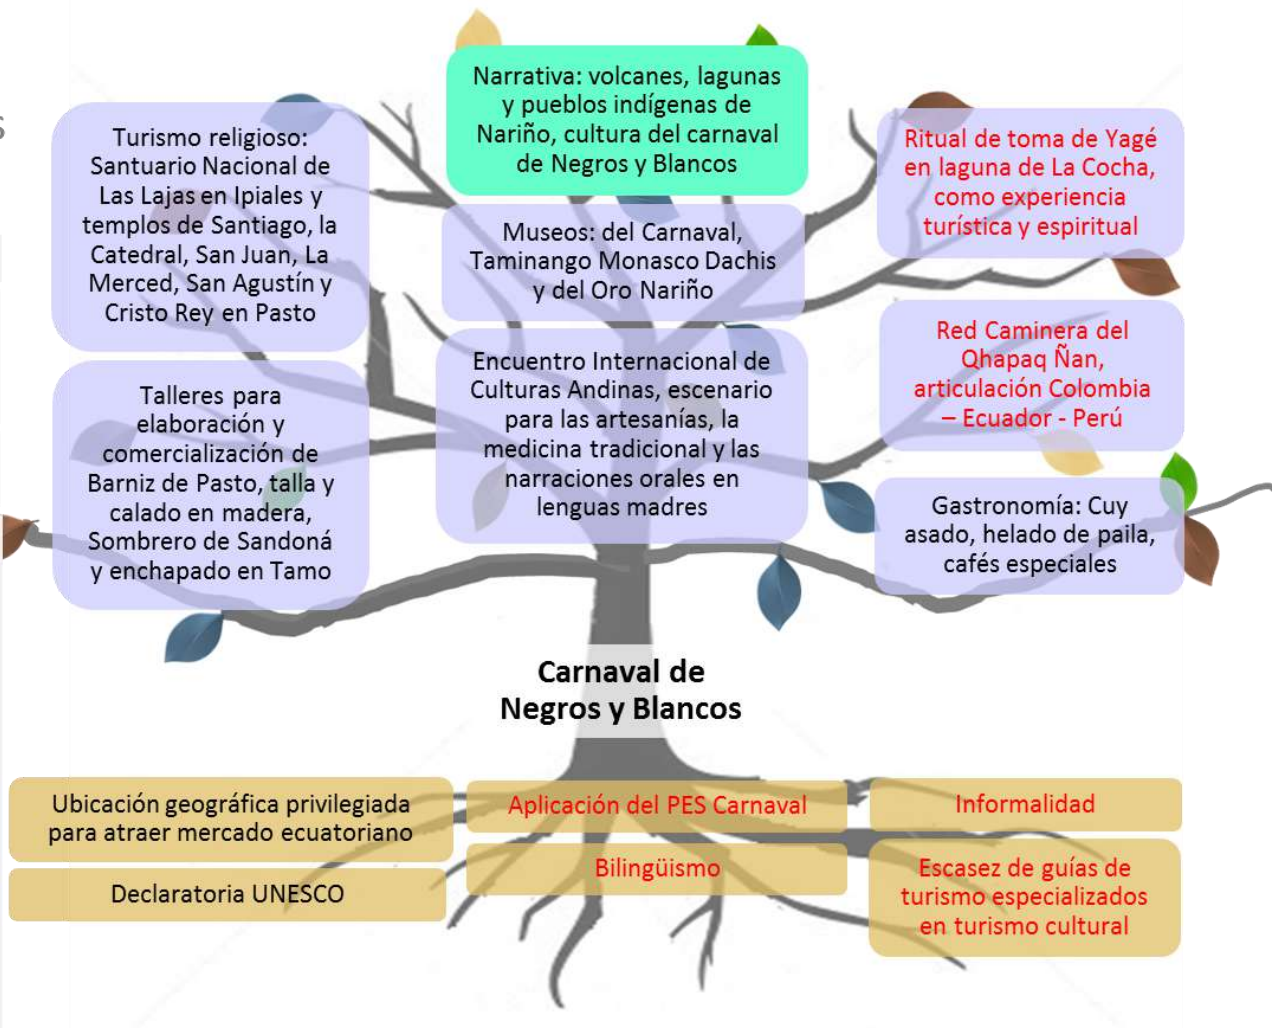 s
Narrativa: volcanes, lagunas
y pueblos indígenas de
Nariño, cultura del carnaval
de Negros y Blancos
Turismo religioso:
Santuario Nacional de
Las Lajas en Ipiales y
templos de Santiago, la
Catedral, San Juan, La
Merced, San Agustín y
Cristo Rey en Pasto
Museos: del Carnaval,
Taminango Monasco Dachis
y del Oro Nariño
Ritual de toma de Yagé
en laguna de La Cocha,
como experiencia
turística y espiritual
Talleres para
elaboración y
comercialización de
Barniz de Pasto, talla y
calado en madera,
Sombrero de Sandoná
y enchapado en Tamo
Encuentro Internacional de
Culturas Andinas, escenario
para las artesanías, la
medicina tradicional y las
narraciones orales en
lenguas madres
Red Caminera del
Qhapaq Ñan,
articulación Colombia
– Ecuador - Perú
Gastronomía: Cuy
asado, helado de paila,
cafés especiales
Carnaval de
Negros y Blancos
Ubicación geográfica privilegiada
para atraer mercado ecuatoriano
Declaratoria UNESCO
Aplicación del PES Carnaval
Bilingüismo
Informalidad
Escasez de guías de
turismo especializados
en turismo cultural